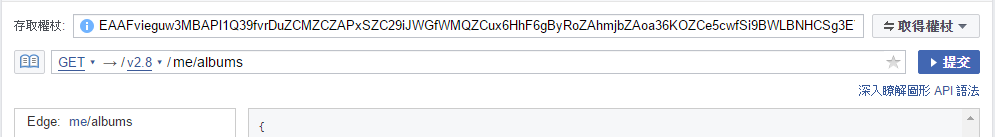 存取權杖: EAAFvieguw3MBAPI1Q39fvrDuZCMZCZAPxSZC29iJWGfWMQZCux6HhF6gByRoZAhmjbZAoa36KOZCe5cwfSi9BWLBNHCSg3E 取得權杖
GET → / v2.8 / me/albums 提交
深入瞭解圖形 API 語法
Edge: me/albums
{